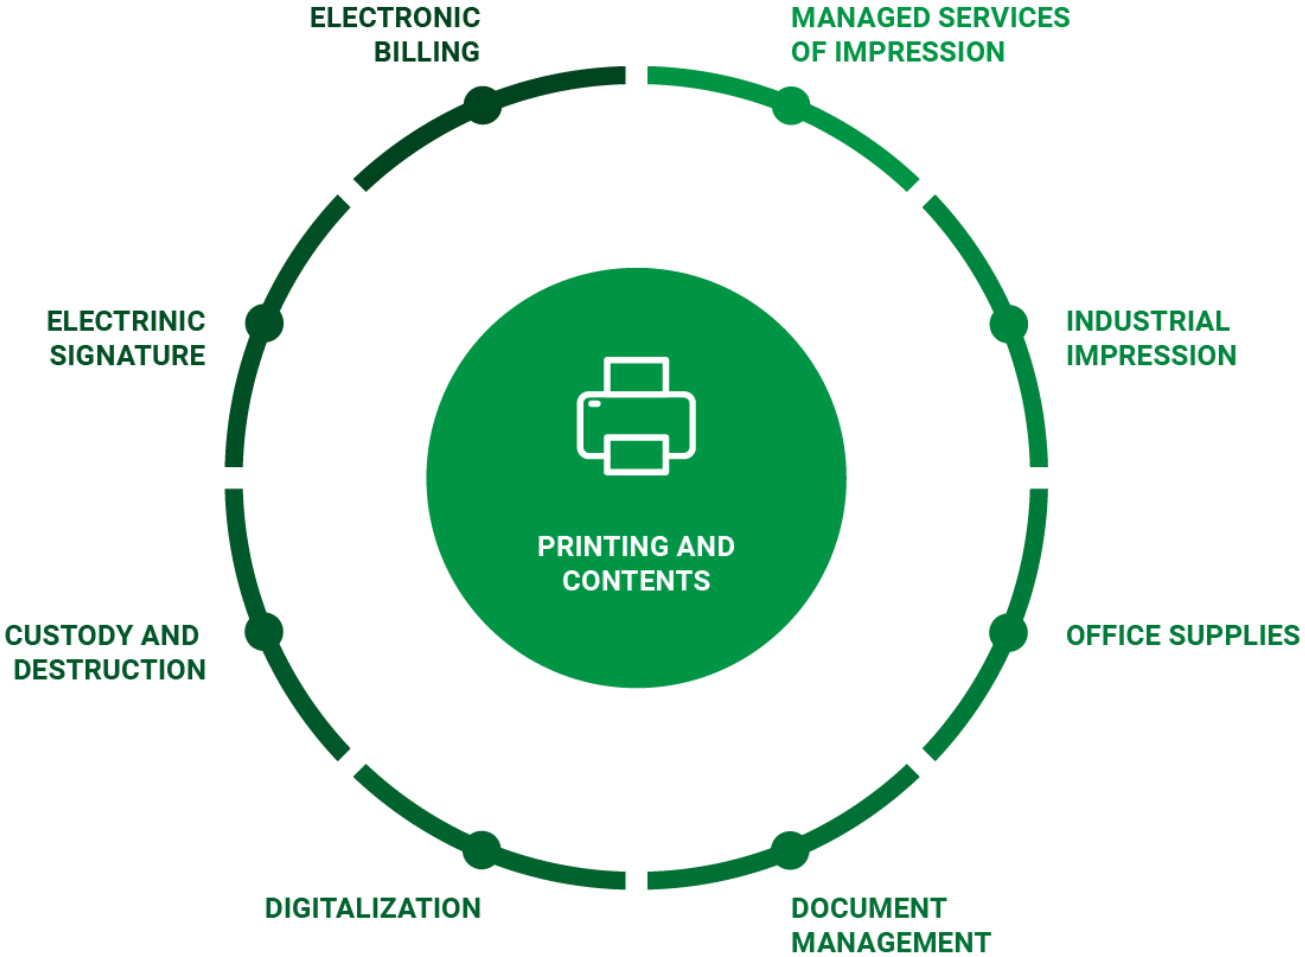 ELECTRONIC
BILLING
MANAGED SERVICES
OF IMPRESSION
ELECTRINIC
SIGNATURE
INDUSTRIAL
IMPRESSION
PRINTING AND
CONTENTS
CUSTODY AND
DESTRUCTION
OFFICE SUPPLIES
DIGITALIZATION
DOCUMENT
MANAGEMENT